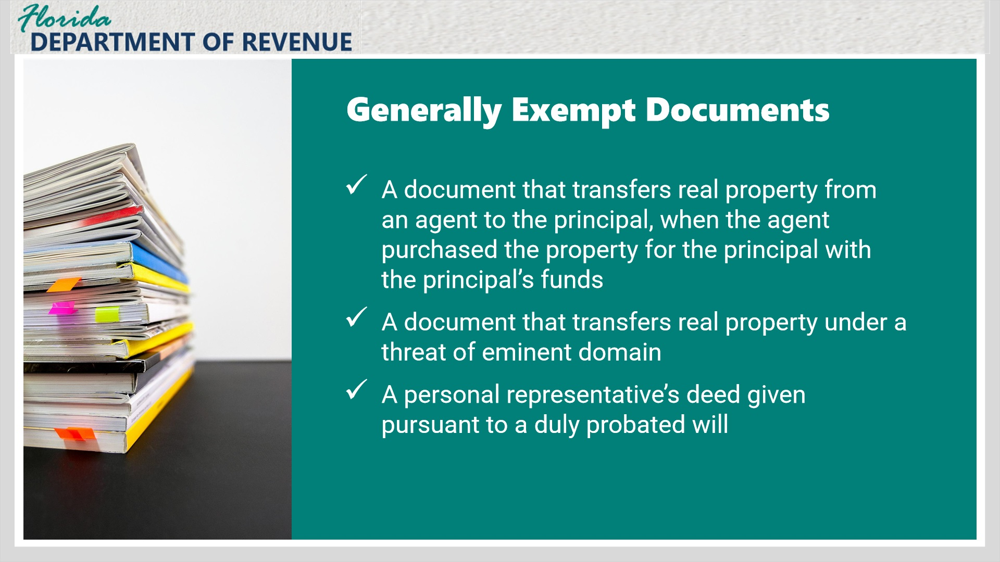 Florida
DEPARTMENT OF REVENUE
Generally Exempt Documents
✓ A document that transfers real property from
an agent to the principal, when the agent
purchased the property for the principal with
the principal’s funds
✓ A document that transfers real property under a
threat of eminent domain
✓ A personal representative’s deed given
pursuant to a duly probated will